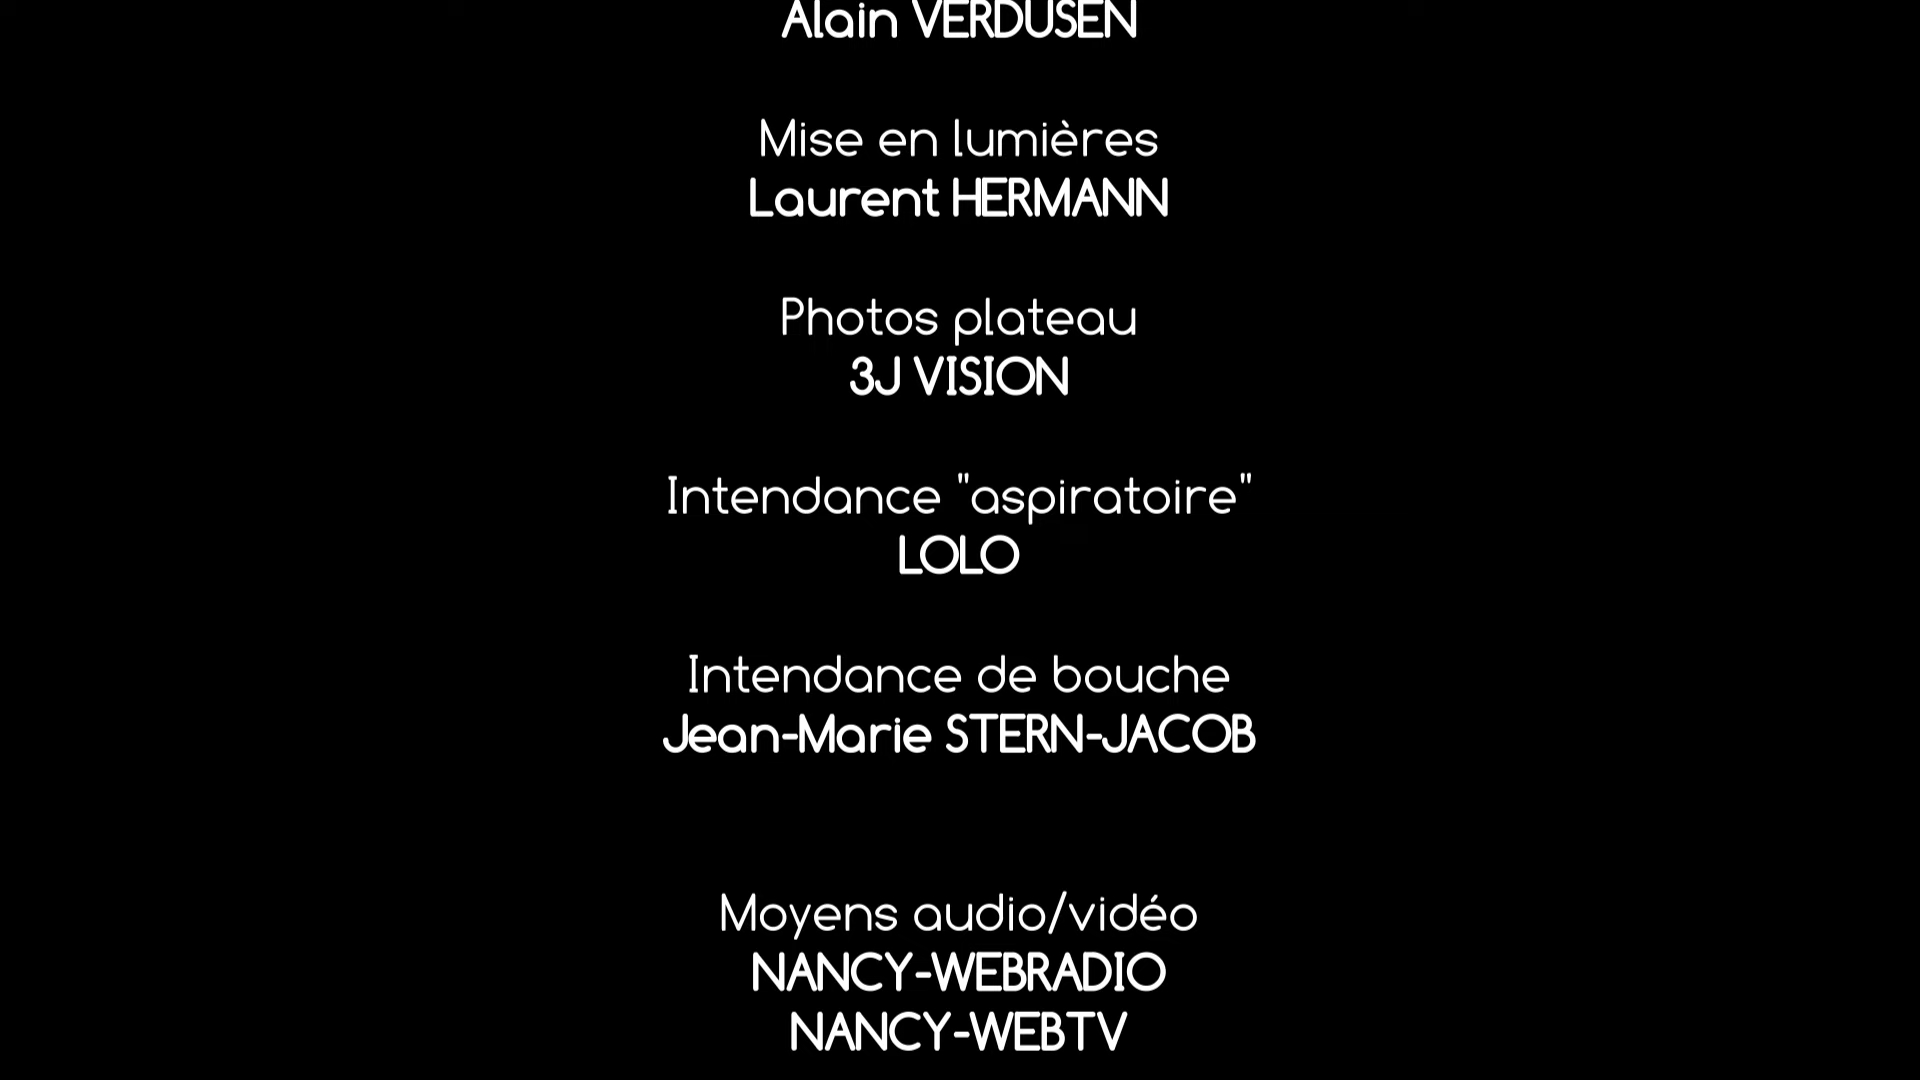 Alain VERDUSEN
Mise en lumières
Laurent HERMANN
Photos plateau
3J VISION
Intendance "aspiratoire"
LOLO
Intendance de bouche
Jean-Marie STERN-JACOB
Moyens audio/vidéo
NANCY-WEBRADIO
NANCY-WEBTV